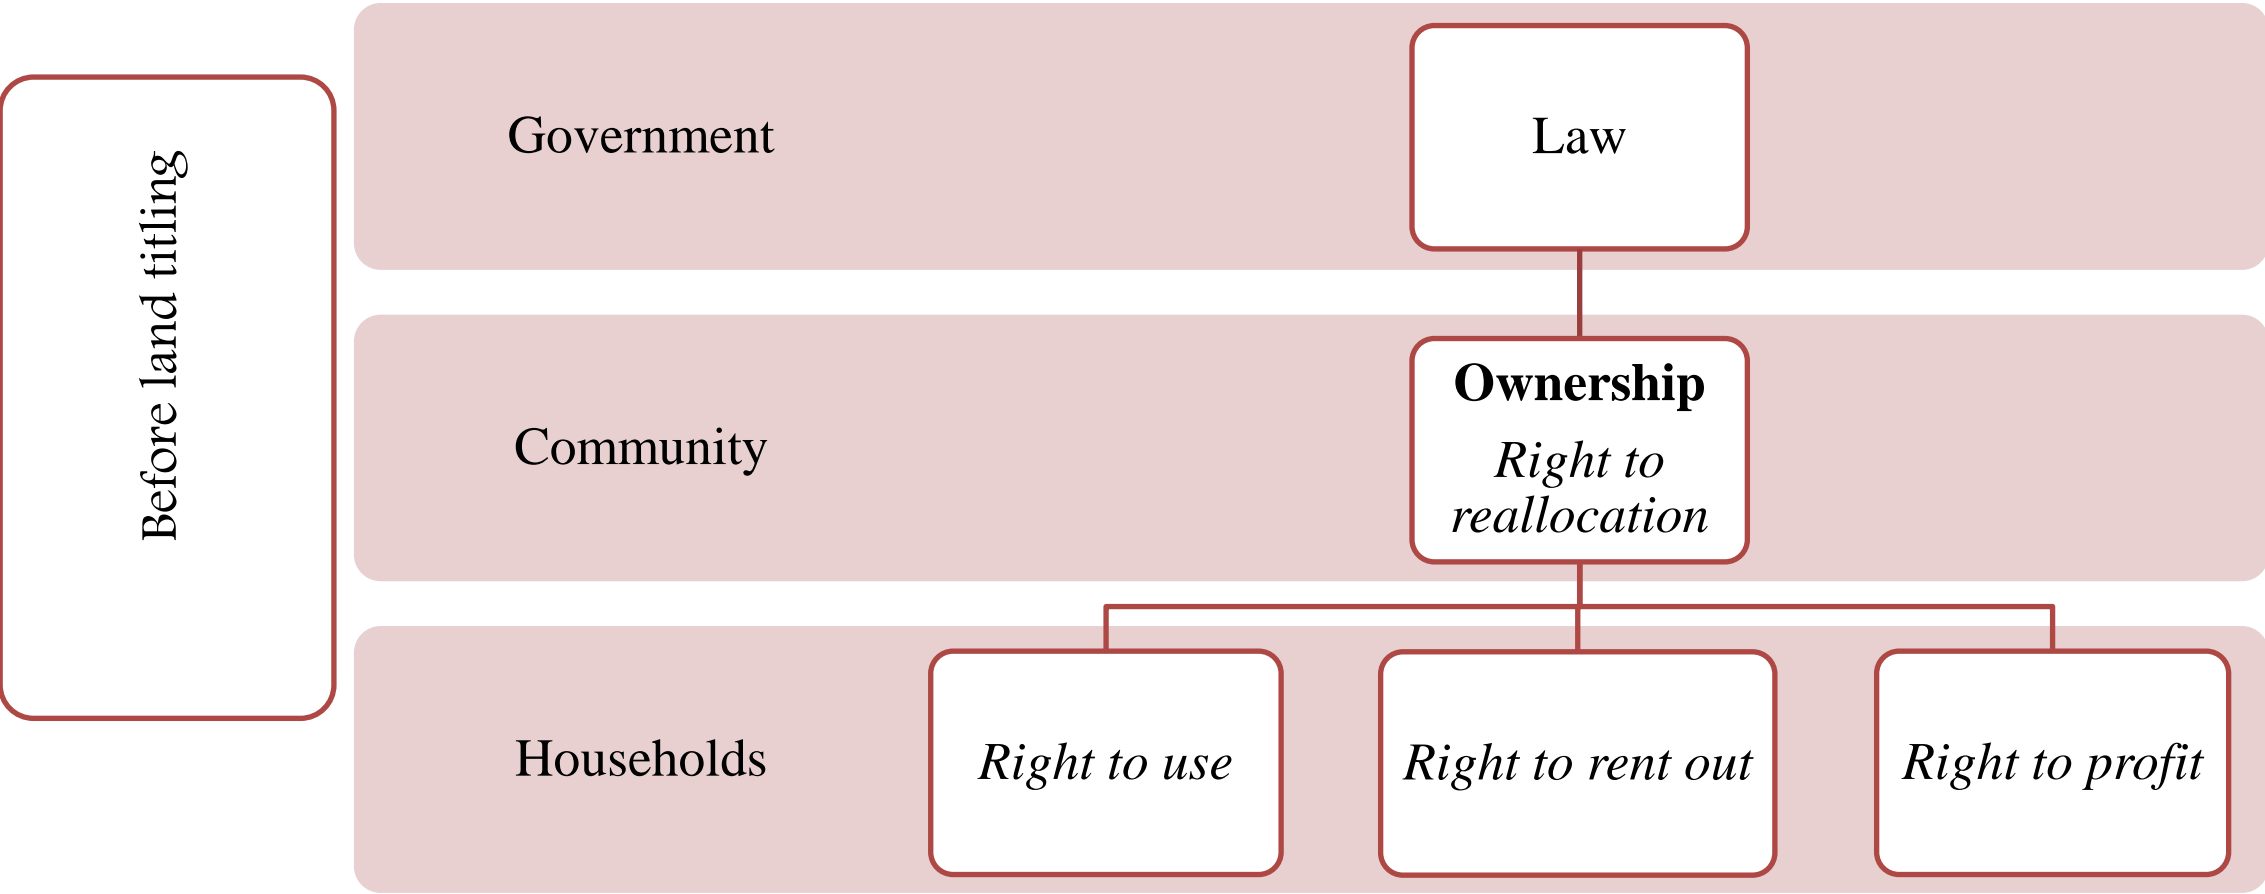 Before land titling
Government
Law
Community
Ownership
Right to
reallocation
Households
Right to use
Right to rent out
Right to profit